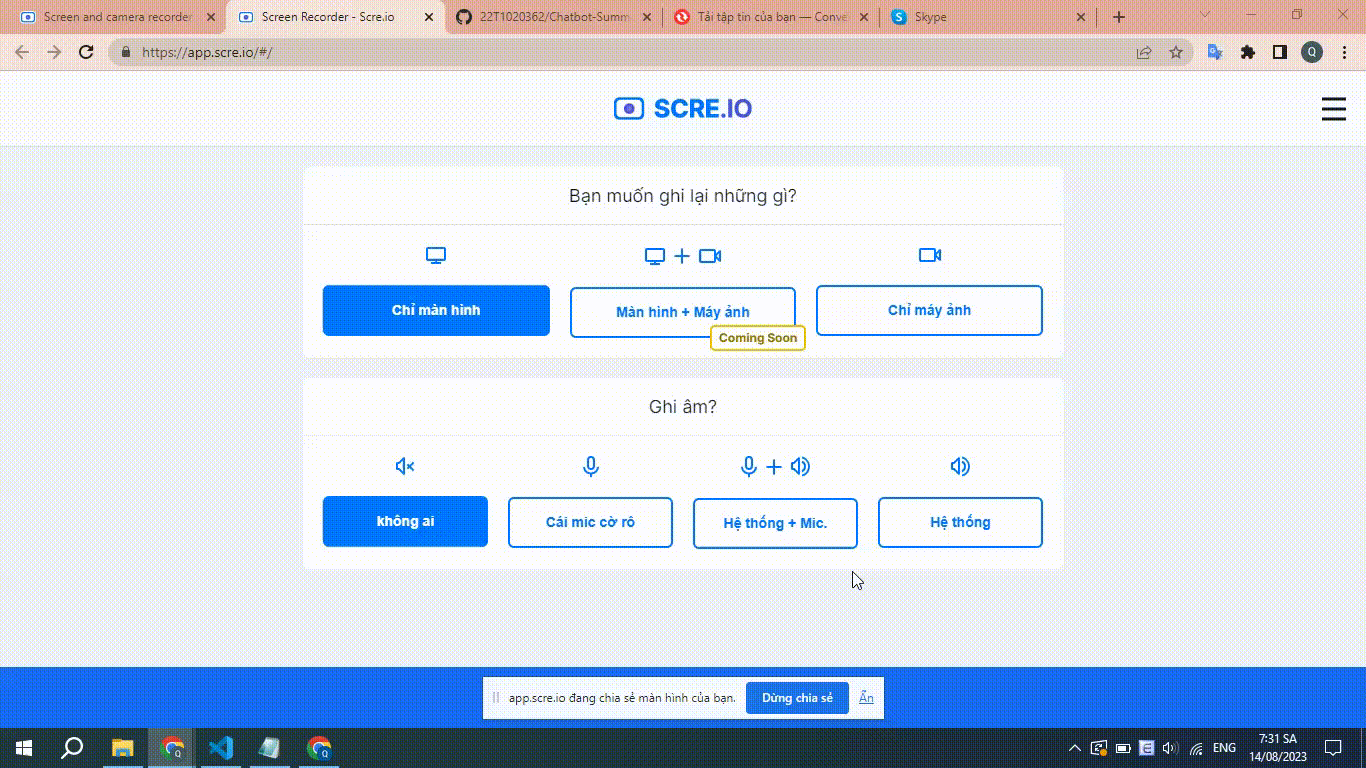 Screen and camera recorder
Screen Recorder - Scre.io
22T1020362/Chatbot-Summ
Tải tập tin của bạn — Conve
Skype
https://app.scre.io/#/
Q
SCRE.IO
Bạn muốn ghi lại những gì?
Chỉ màn hình
Màn hình + Máy ảnh
Coming Soon
Chỉ máy ảnh
Ghi âm?
không ai
Cái mic cờ rô
Hệ thống + Mic.
Hệ thống
app.scre.io đang chia sẻ màn hình của bạn.
Dừng chia sẻ
Ẩn
ENG
7:31 SA
14/08/2023